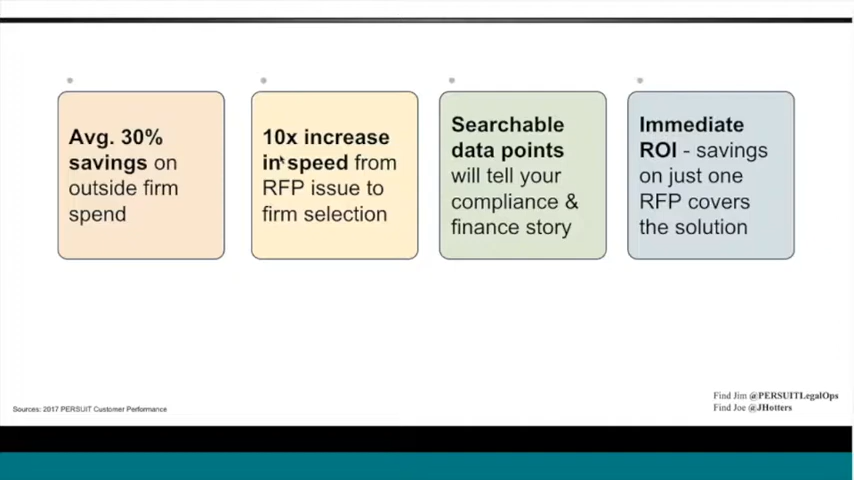 Avg. 30%
savings on
outside firm
spend
10x increase
in speed from
RFP issue to
firm selection
Searchable
data points
will tell your
compliance &
finance story
Immediate
ROI - savings
on just one
RFP covers
the solution
Sources: 2017 PERSUIT Customer Performance
Find Jim @PERSUITLegalOps
Find Joe @JHotters